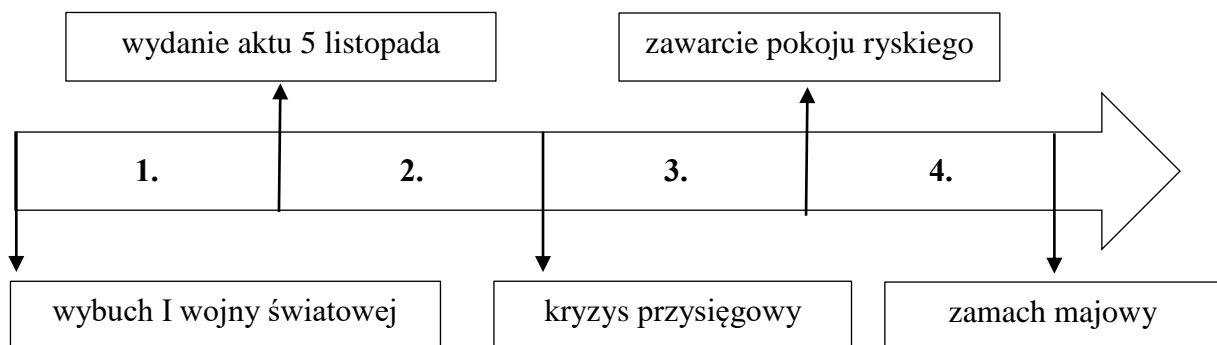 wydanie aktu 5 listopada
zawarcie pokoju ryskiego
1.
2.
3.
4.
wybuch I wojny światowej
kryzys przysięgowy
zamach majowy